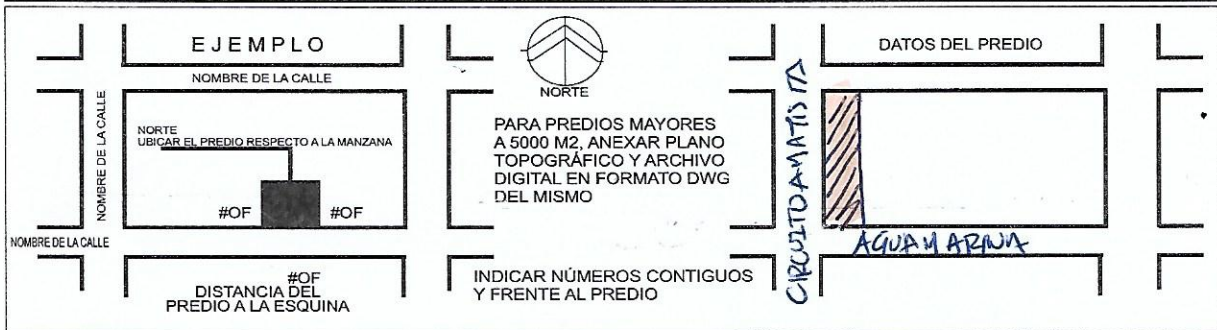 EJEMPLO
NOMBRE DE LA CALLE
NOMBRE DE LA CALLE
NORTE
UBICAR EL PREDIO RESPECTO A LA MANZANA
#OF #OF
NOMBRE DE LA CALLE
#OF
DISTANCIA DEL
PREDIO A LA ESQUINA
NORTE
PARA PREDIOS MAYORES
A 5000 M2, ANEXAR PLANO
TOPOGRÁFICO Y ARCHIVO
DIGITAL EN FORMATO DWG
DEL MISMO
INDICAR NÚMEROS CONTIGUOS
Y FRENTE AL PREDIO
DATOS DEL PREDIO
CIRCUITO AMATISTA
AGUAMARINA